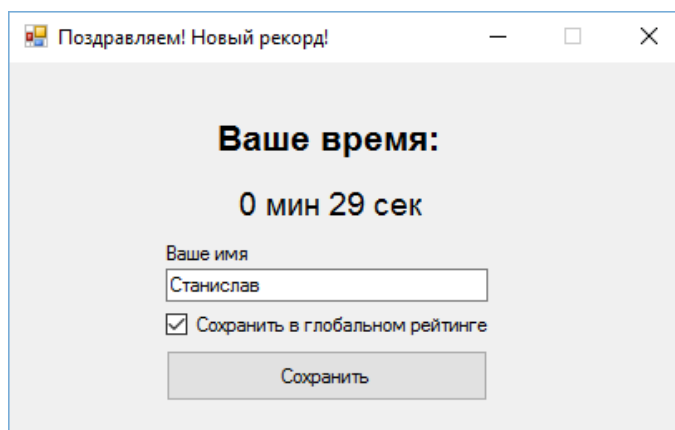 Поздравляем! Новый рекорд!
Ваше время:
0 мин 29 сек
Ваше имя
Станислав
Сохранить в глобальном рейтинге
Сохранить